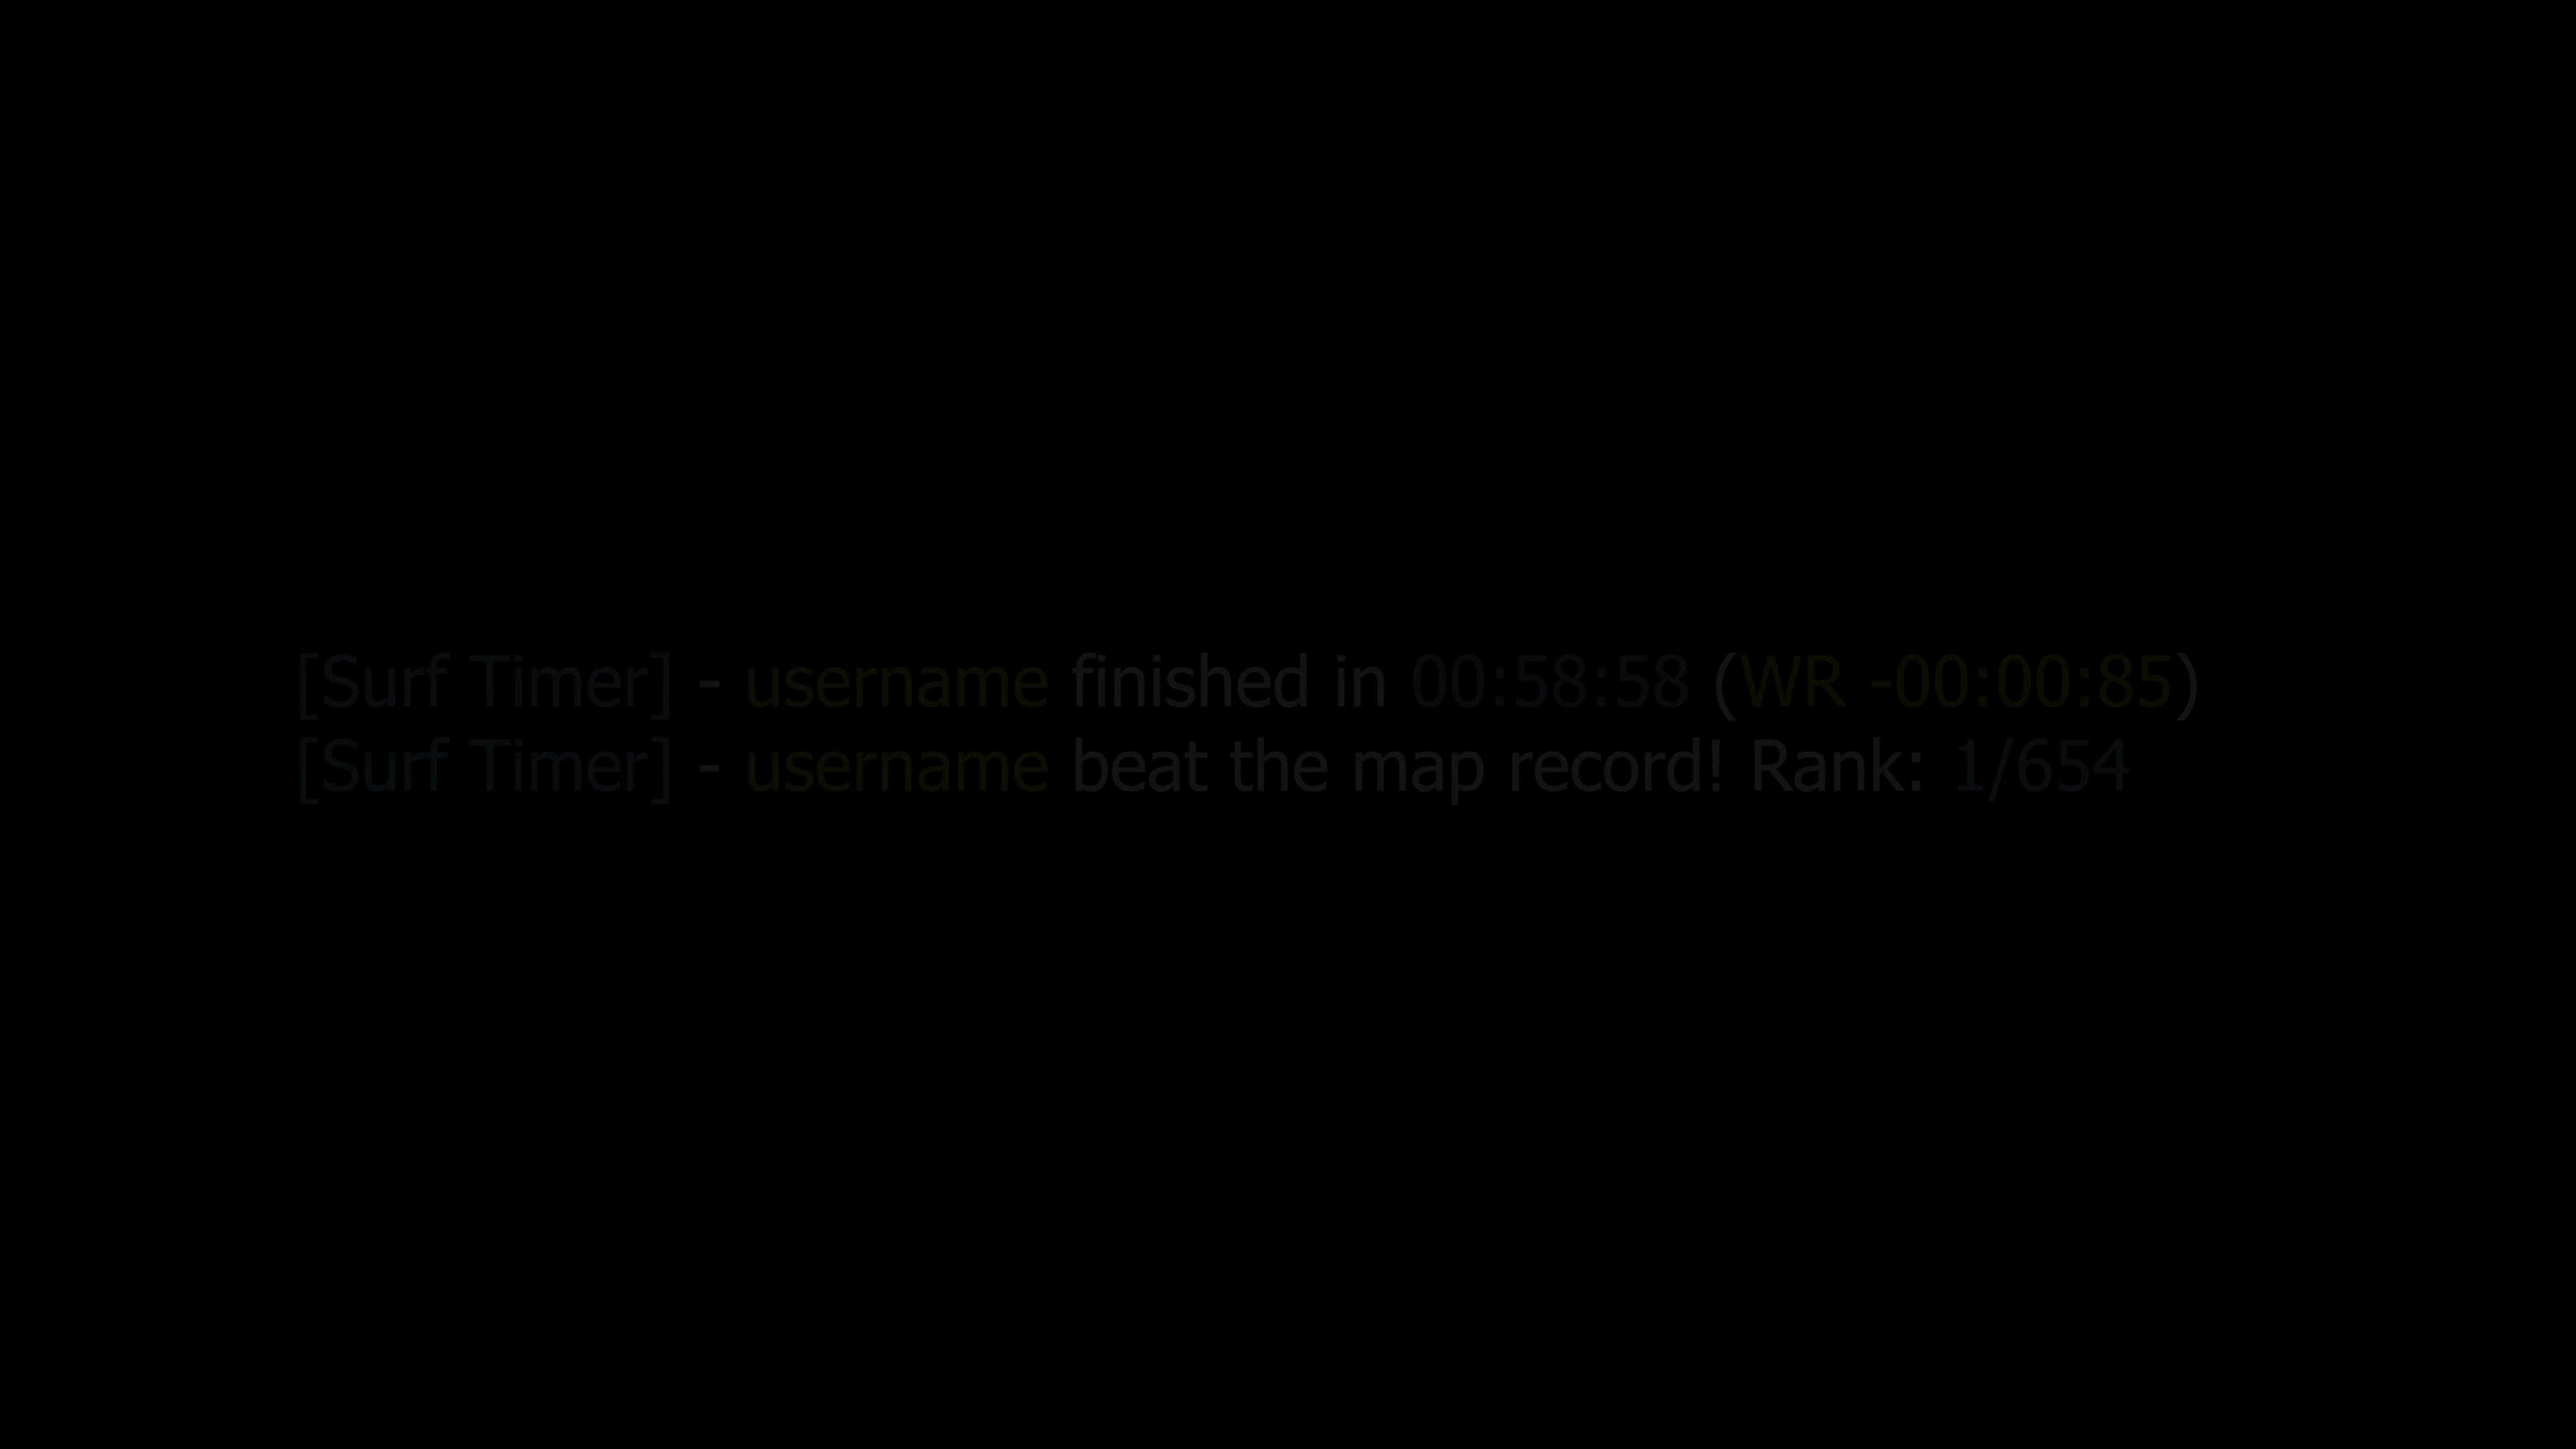 [Surf Timer] - username finished in 00:58:58 (WR -00:00:85)
[Surf Timer] - username beat the map record! Rank: 1/654